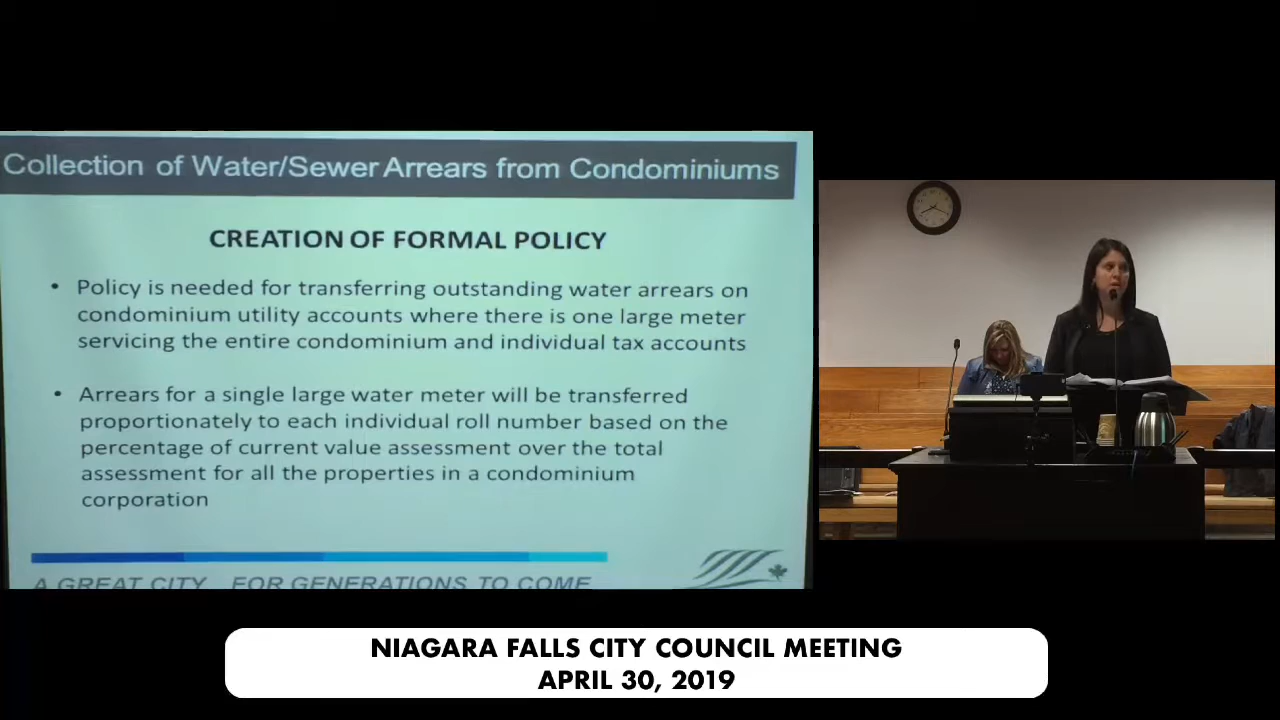 Collection of Water/Sewer Arrears from Condominiums
CREATION OF FORMAL POLICY
• Policy is needed for transferring outstanding water arrears on
condominium utility accounts where there is one large meter
servicing the entire condominium and individual tax accounts
• Arrears for a single large water meter will be transferred
proportionately to each individual roll number based on the
percentage of current value assessment over the total
assessment for all the properties in a condominium
corporation
A GREAT CITY FOR GENERATIONS TO COME
NIAGARA FALLS CITY COUNCIL MEETING
APRIL 30, 2019